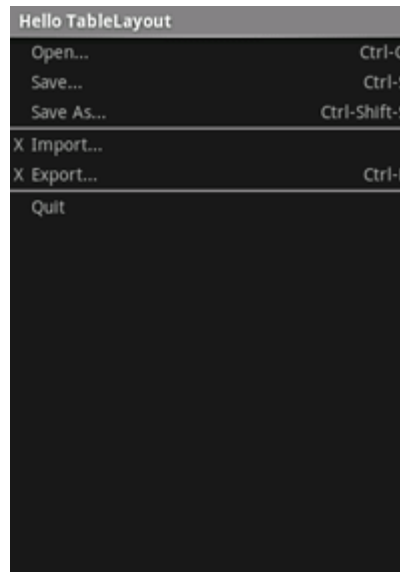 Hello TableLayout
Open... Ctrl-
Save... Ctrl-
Save As... Ctrl-Shift-
X Import...
X Export... Ctrl-
Quit